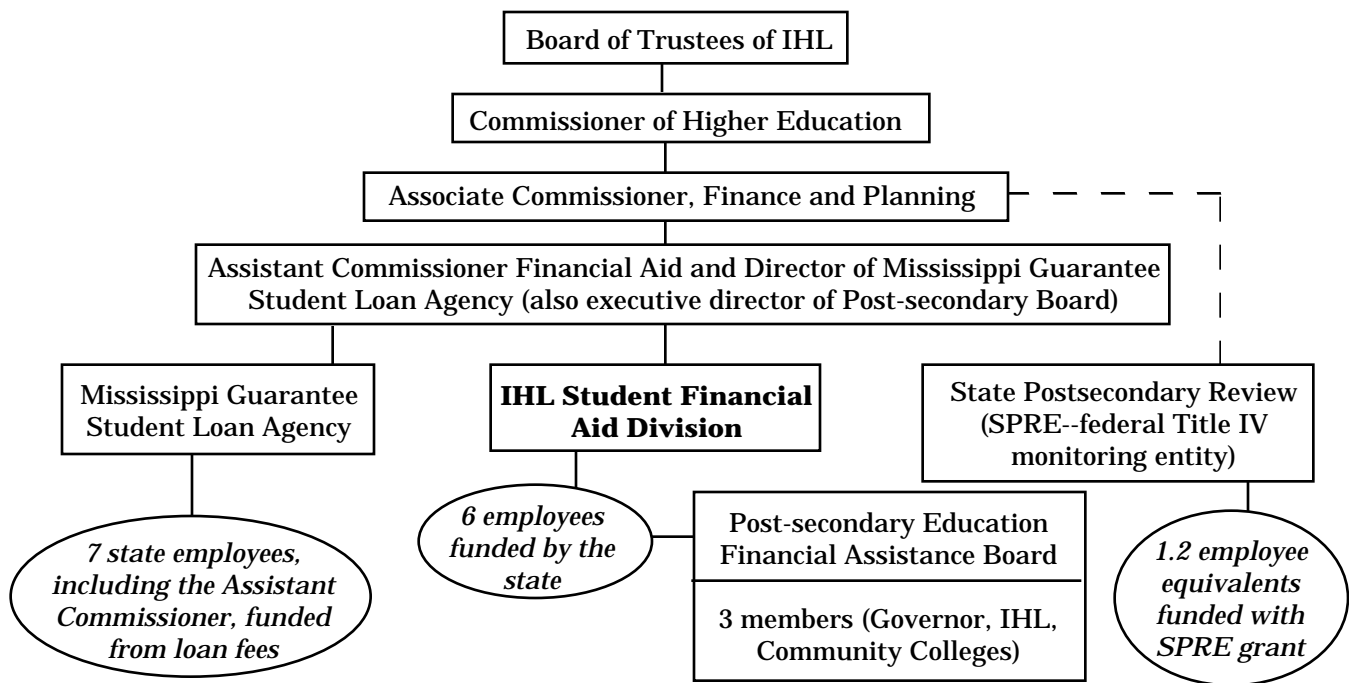 Board of Trustees of IHL
Commissioner of Higher Education
Associate Commissioner, Finance and Planning
Assistant Commissioner Financial Aid and Director of Mississippi Guarantee
Student Loan Agency (also executive director of Post-secondary Board)
Mississippi Guarantee
Student Loan Agency
IHL Student Financial
Aid Division
State Postsecondary Review
(SPRE--federal Title IV
monitoring entity)
7 state employees,
including the Assistant
Commissioner, funded
from loan fees
6 employees
funded by the
state
Post-secondary Education
Financial Assistance Board
3 members (Governor, IHL,
Community Colleges)
1.2 employee
equivalents
funded with
SPRE grant